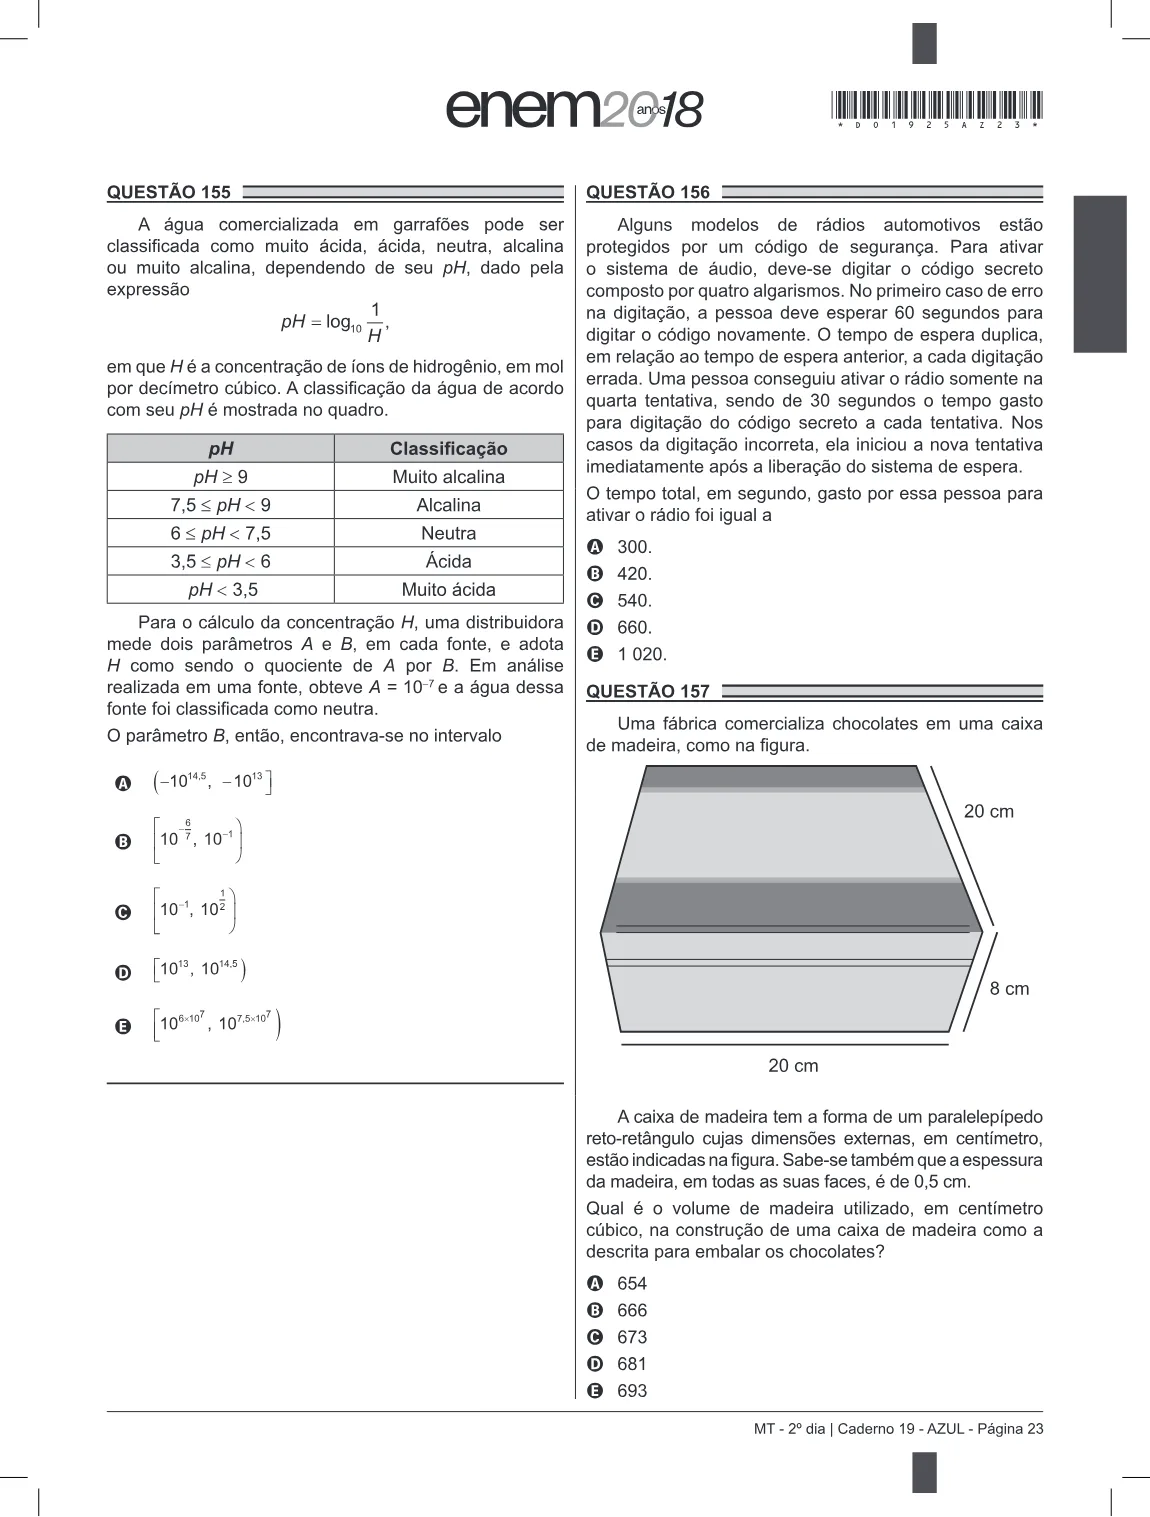 enem20anos18
*D01925AZ23*
QUESTÃO 155
A água comercializada em garrafões pode ser
classificada como muito ácida, ácida, neutra, alcalina
ou muito alcalina, dependendo de seu pH, dado pela
expressão
pH = log₁₀ 1/H,
em que H é a concentração de íons de hidrogênio, em mol
por decímetro cúbico. A classificação da água de acordo
com seu pH é mostrada no quadro.
pH Classificação
pH ≥ 9 Muito alcalina
7,5 ≤ pH < 9 Alcalina
6 ≤ pH < 7,5 Neutra
3,5 ≤ pH < 6 Ácida
pH < 3,5 Muito ácida
Para o cálculo da concentração H, uma distribuidora
mede dois parâmetros A e B, em cada fonte, e adota
H como sendo o quociente de A por B. Em análise
realizada em uma fonte, obteve A = 10⁻⁷ e a água dessa
fonte foi classificada como neutra.
O parâmetro B, então, encontrava-se no intervalo
A (−10^14,5, −10^13]
B [10^(−6/7), 10^−1)
C [10^−1, 10^(1/2))
D [10^13, 10^14,5)
E [10^(6×10^7), 10^(7,5×10^7))
QUESTÃO 156
Alguns modelos de rádios automotivos estão
protegidos por um código de segurança. Para ativar
o sistema de áudio, deve-se digitar o código secreto
composto por quatro algarismos. No primeiro caso de erro
na digitação, a pessoa deve esperar 60 segundos para
digitar o código novamente. O tempo de espera duplica,
em relação ao tempo de espera anterior, a cada digitação
errada. Uma pessoa conseguiu ativar o rádio somente na
quarta tentativa, sendo de 30 segundos o tempo gasto
para digitação do código secreto a cada tentativa. Nos
casos da digitação incorreta, ela iniciou a nova tentativa
imediatamente após a liberação do sistema de espera.
O tempo total, em segundo, gasto por essa pessoa para
ativar o rádio foi igual a
A 300.
B 420.
C 540.
D 660.
E 1 020.
QUESTÃO 157
Uma fábrica comercializa chocolates em uma caixa
de madeira, como na figura.
20 cm
8 cm
20 cm
A caixa de madeira tem a forma de um paralelepípedo
reto-retângulo cujas dimensões externas, em centímetro,
estão indicadas na figura. Sabe-se também que a espessura
da madeira, em todas as suas faces, é de 0,5 cm.
Qual é o volume de madeira utilizado, em centímetro
cúbico, na construção de uma caixa de madeira como a
descrita para embalar os chocolates?
A 654
B 666
C 673
D 681
E 693
MT - 2º dia | Caderno 19 - AZUL - Página 23